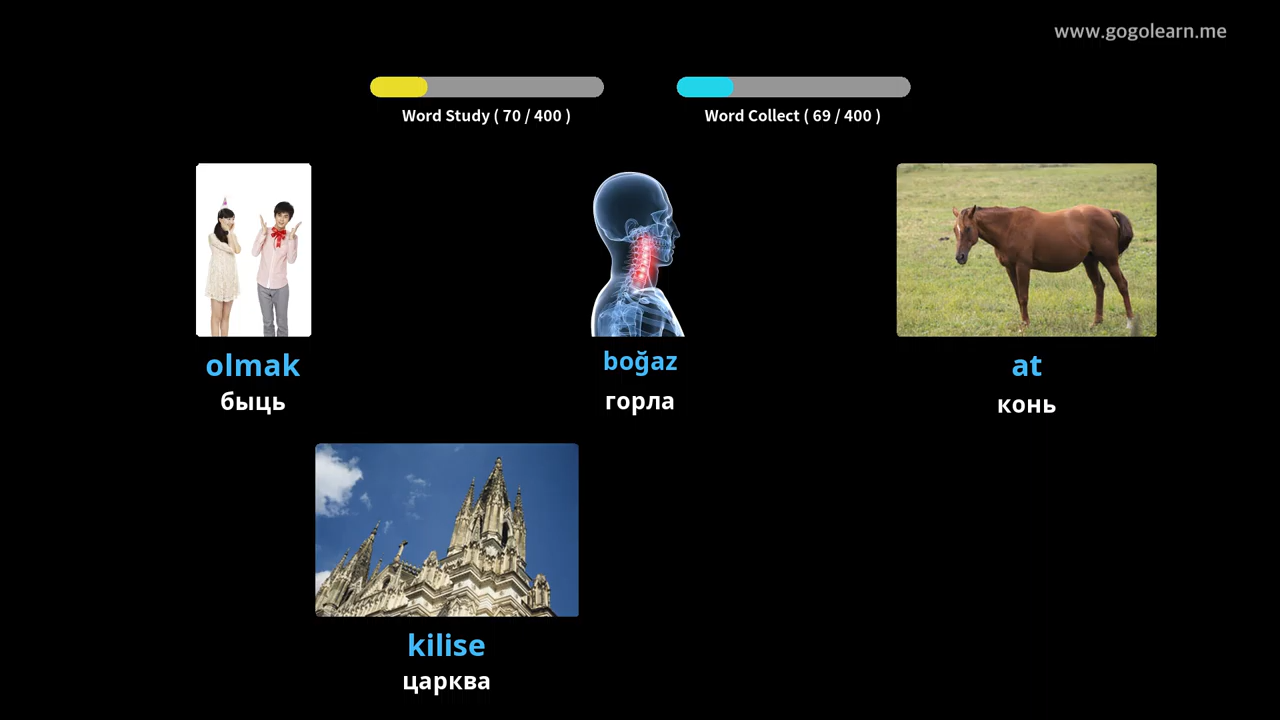 www.gogolearn.me
Word Study ( 70 / 400 )
Word Collect ( 69 / 400 )
olmak
быць
boğaz
горла
at
конь
kilise
царква